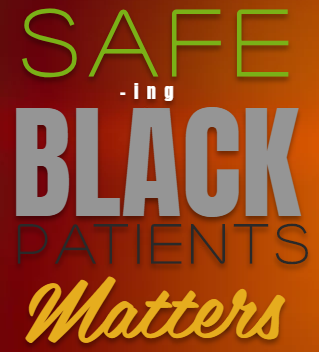 SAFE
-ing
BLACK
PATIENTS
Matters